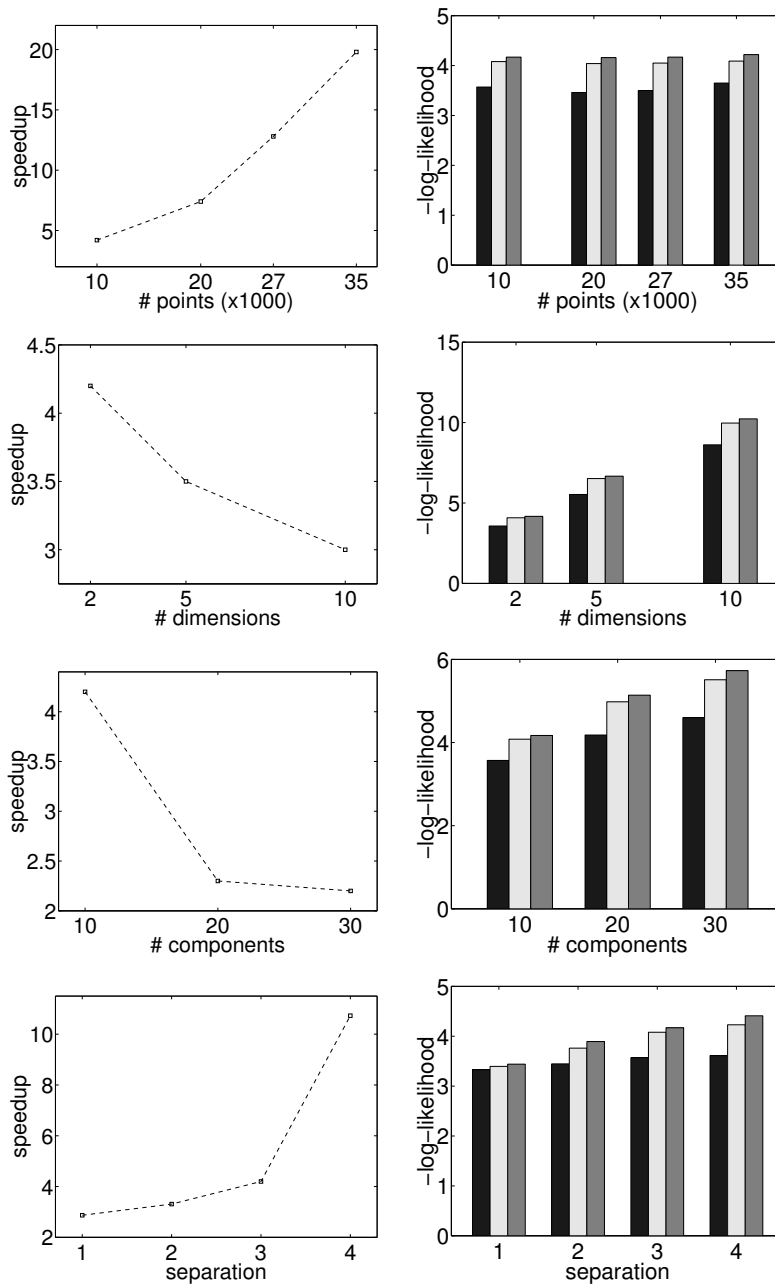 speedup
20
15
10
5
10 20 27 35
# points (x1000)
−log−likelihood
5
4
3
2
1
0
10 20 27 35
# points (x1000)
speedup
4.5
4
3.5
3
2 5 10
# dimensions
−log−likelihood
15
10
5
0
2 5 10
# dimensions
speedup
4
3.5
3
2.5
2
10 20 30
# components
−log−likelihood
6
4
2
0
10 20 30
# components
speedup
10
8
6
4
2
1 2 3 4
separation
−log−likelihood
5
4
3
2
1
0
1 2 3 4
separation